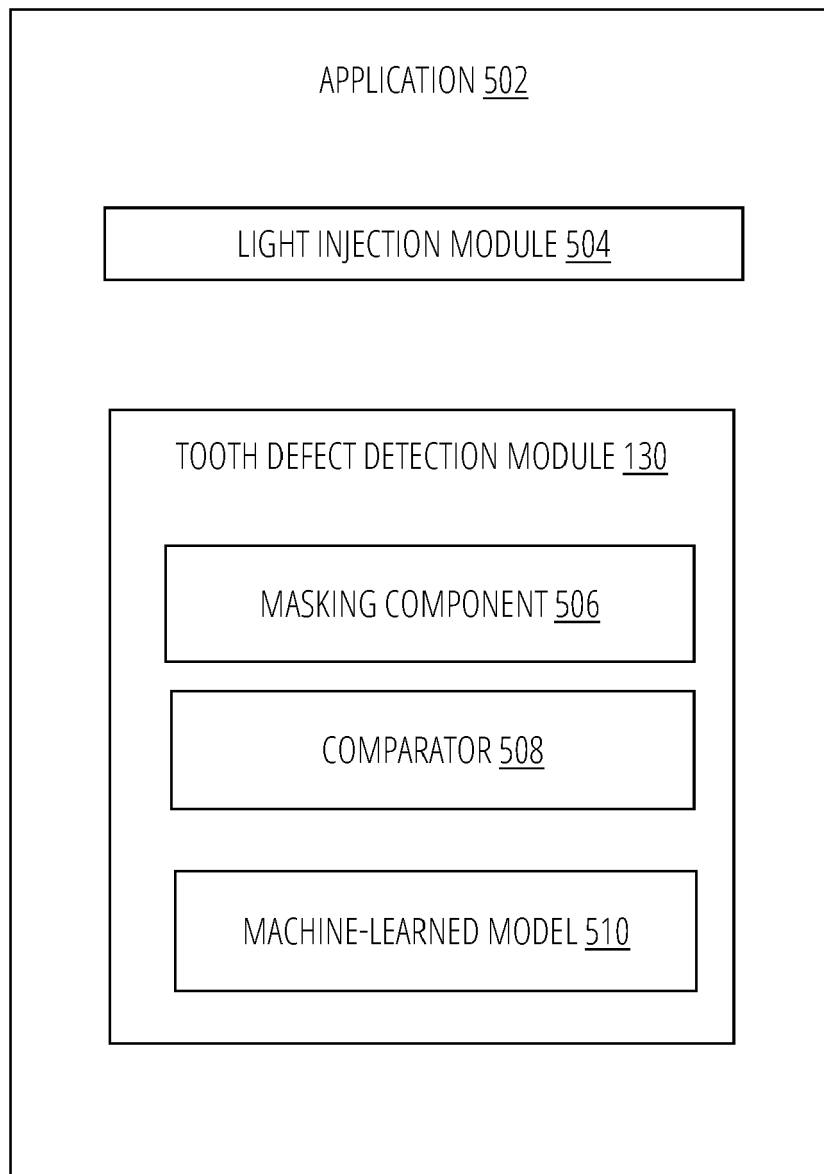 APPLICATION 502
LIGHT INJECTION MODULE 504
TOOTH DEFECT DETECTION MODULE 130
MASKING COMPONENT 506
COMPARATOR 508
MACHINE-LEARNED MODEL 510